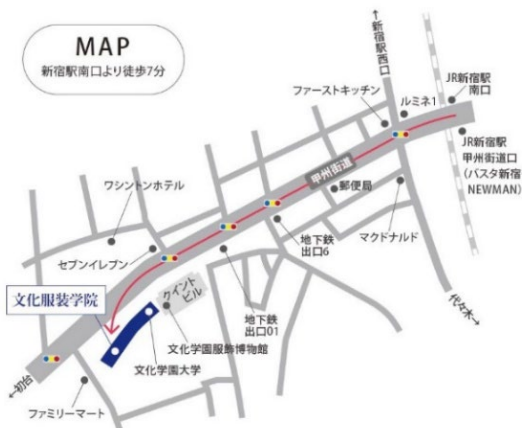 MAP
新宿駅南口より徒歩7分
←新宿駅西口
ファーストキッチン
ルミネ1
JR新宿駅
南口
JR新宿駅
甲州街道口
(バスタ新宿
NEWMAN)
甲州街道
郵便局
マクドナルド
ワシントンホテル
地下鉄
出口6
セブンイレブン
クイント
ビル
地下鉄
出口01
文化服装学院
文化学園服飾博物館
文化学園大学
代々木→
←初台
ファミリーマート